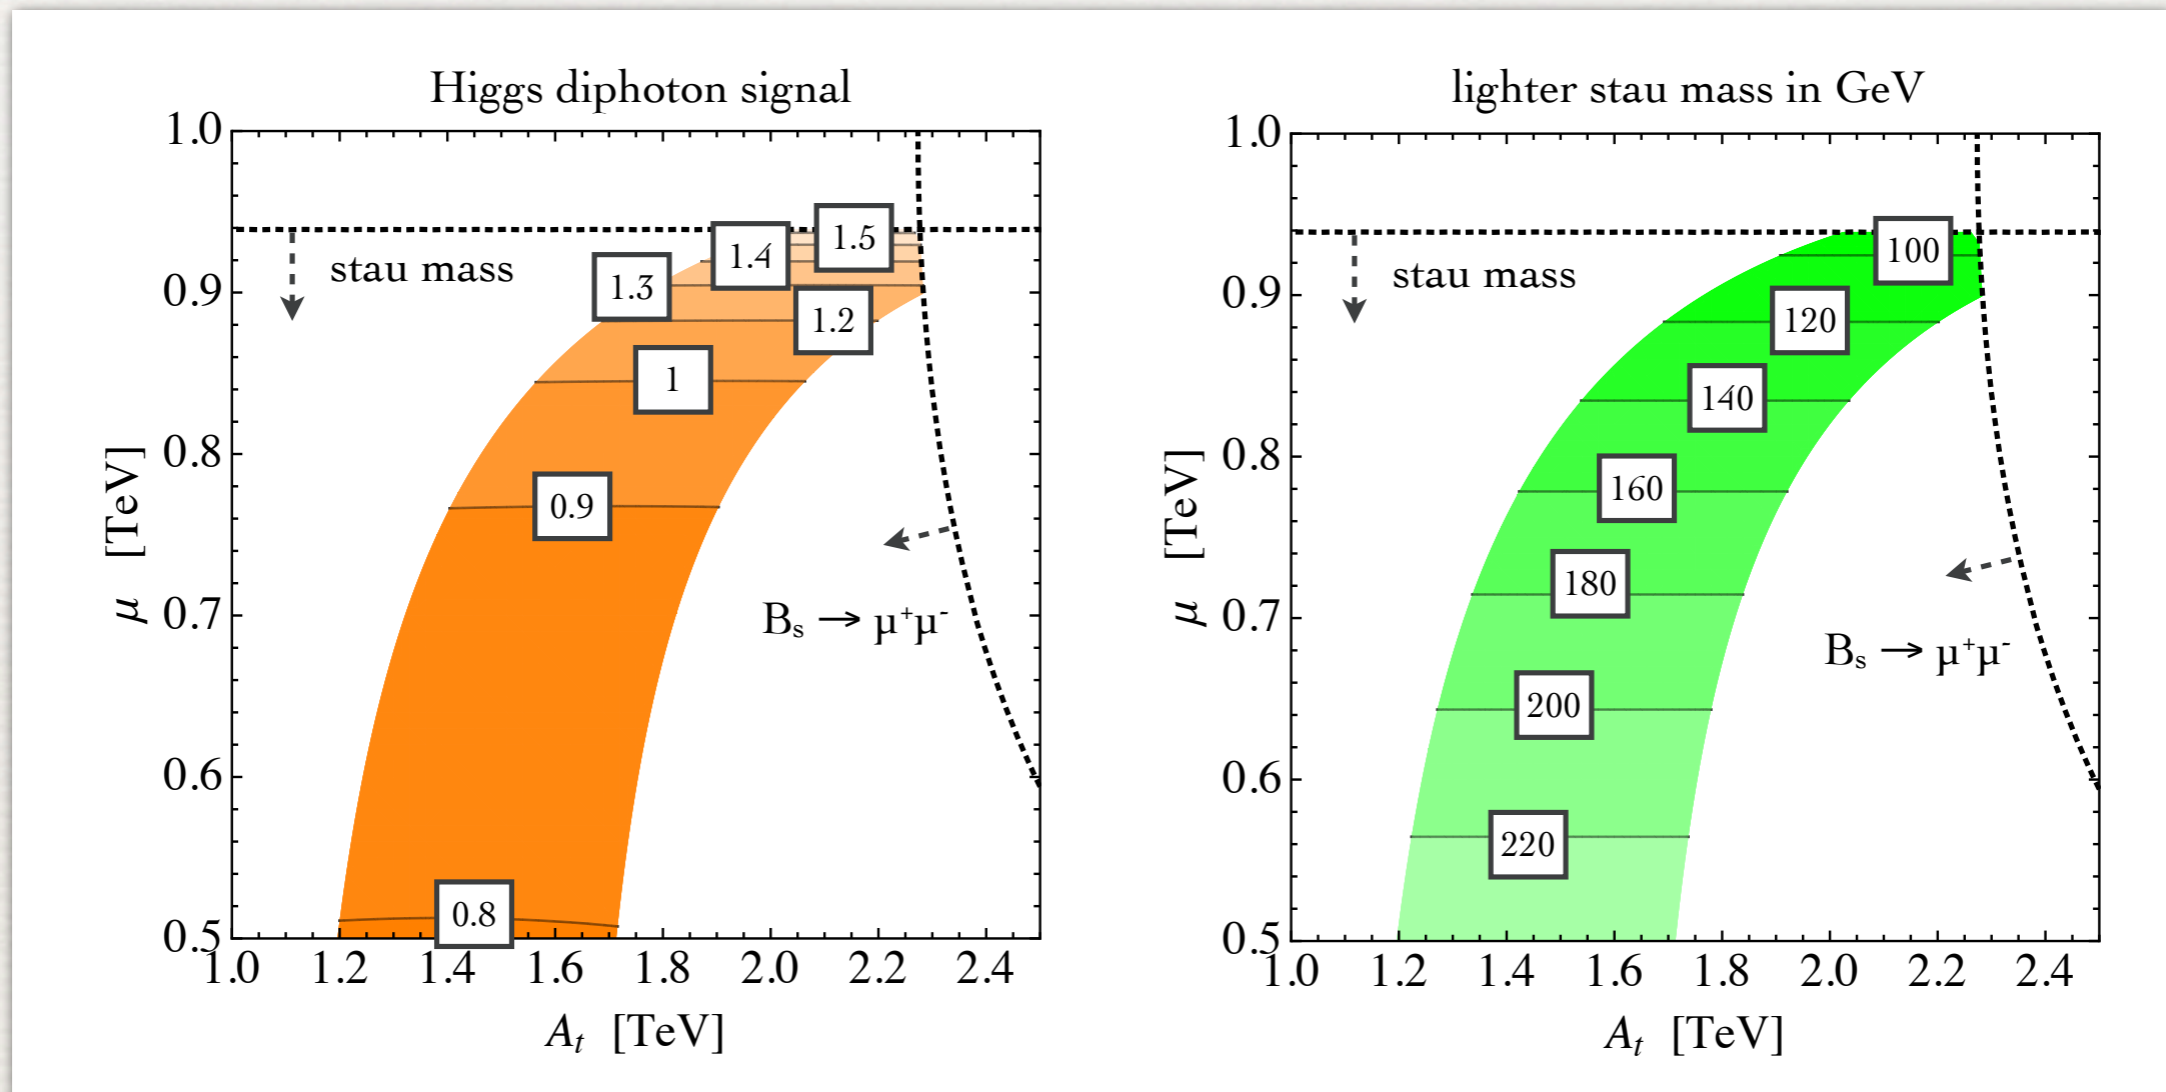 Higgs diphoton signal
1.0
0.9
0.8
0.7
0.6
0.5
μ [TeV]
stau mass
1.5
1.4
1.3
1.2
1
0.9
0.8
Bs → µ⁺µ⁻
1.0 1.2 1.4 1.6 1.8 2.0 2.2 2.4
At [TeV]
lighter stau mass in GeV
1.0
0.9
0.8
0.7
0.6
0.5
μ [TeV]
stau mass
100
120
140
160
180
200
220
Bs → µ⁺µ⁻
1.0 1.2 1.4 1.6 1.8 2.0 2.2 2.4
At [TeV]